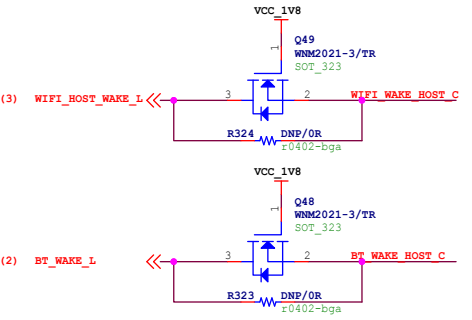 VCC_1V8
1
Q49
WNM2021-3/TR
SOT_323
(3) WIFI_HOST_WAKE_L
3
2
WIFI_WAKE_HOST_C
R324 DNP/0R
r0402-bga
VCC_1V8
1
Q48
WNM2021-3/TR
SOT_323
(2) BT_WAKE_L
3
2
BT_WAKE_HOST_C
R323 DNP/0R
r0402-bga